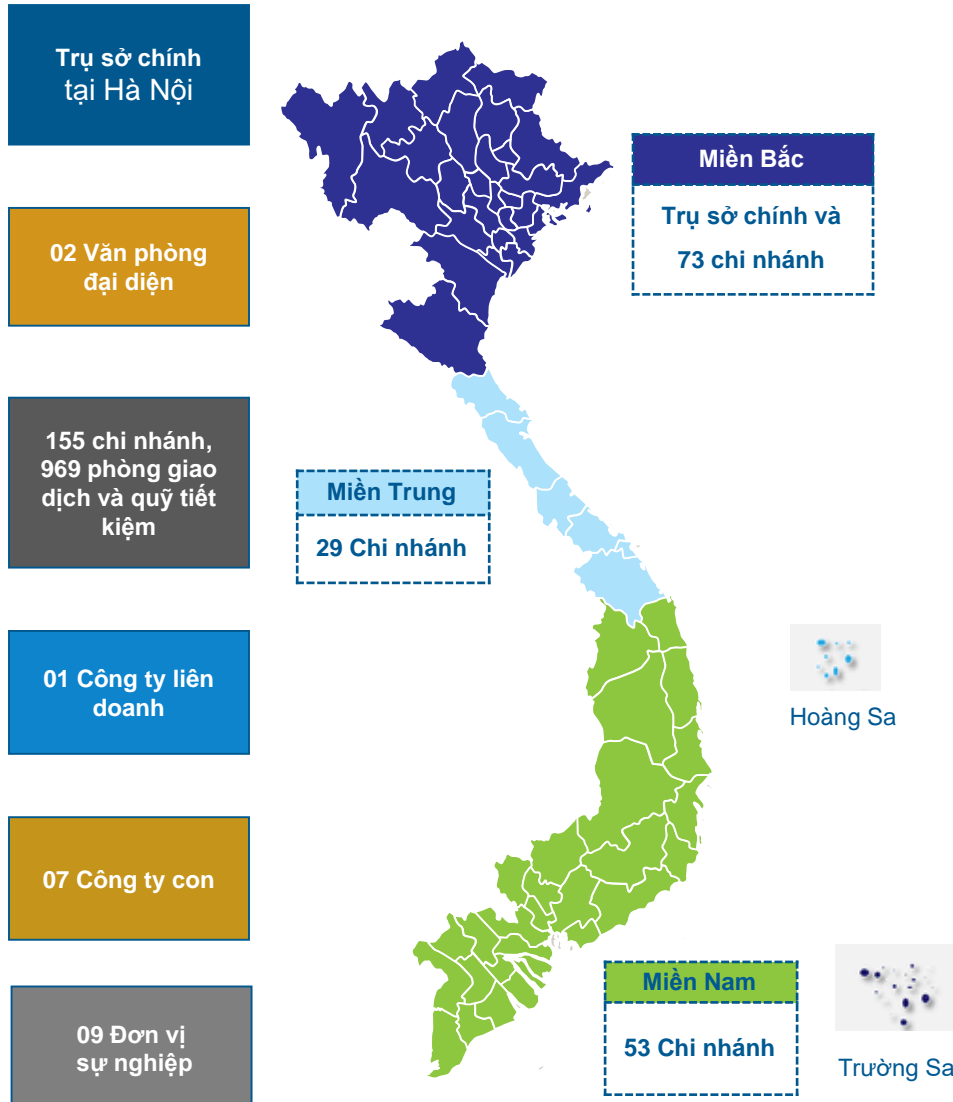 Trụ sở chính
tại Hà Nội
02 Văn phòng
đại diện
155 chi nhánh,
969 phòng giao
dịch và quỹ tiết
kiệm
01 Công ty liên
doanh
07 Công ty con
09 Đơn vị
sự nghiệp
Miền Bắc
Trụ sở chính và
73 chi nhánh
Miền Trung
29 Chi nhánh
Hoàng Sa
Miền Nam
53 Chi nhánh
Trường Sa